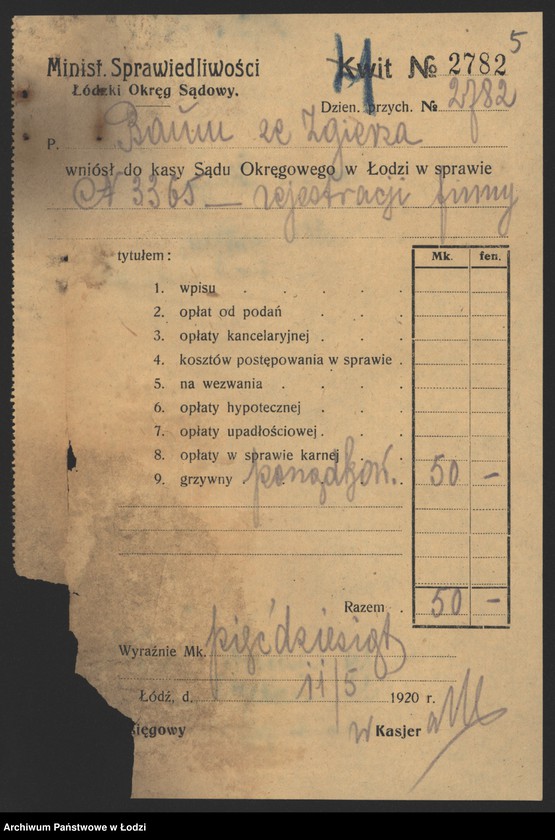 5
Minist. Sprawiedliwości
Kwit № 2782
Łódzki Okręg Sądowy.
Dzien. przych. № 2782
P. Baum ze Zgierza
wniósł do kasy Sądu Okręgowego w Łodzi w sprawie
N 3365 — rejestracji firmy
tytułem:
Mk. fen.
1. wpisu
2. opłat od podań
3. opłaty kancelaryjnej
4. kosztów postępowania w sprawie
5. na wezwania
6. opłaty hypotecznej
7. opłaty upadłościowej
8. opłaty w sprawie karnej
9. grzywny porządkow. 50 —
Razem 50 —
Wyraźnie Mk. pięćdziesiąt
Łódź, d. 11/5 1920 r.
sięgowy
w Kasjer
Archiwum Państwowe w Łodzi